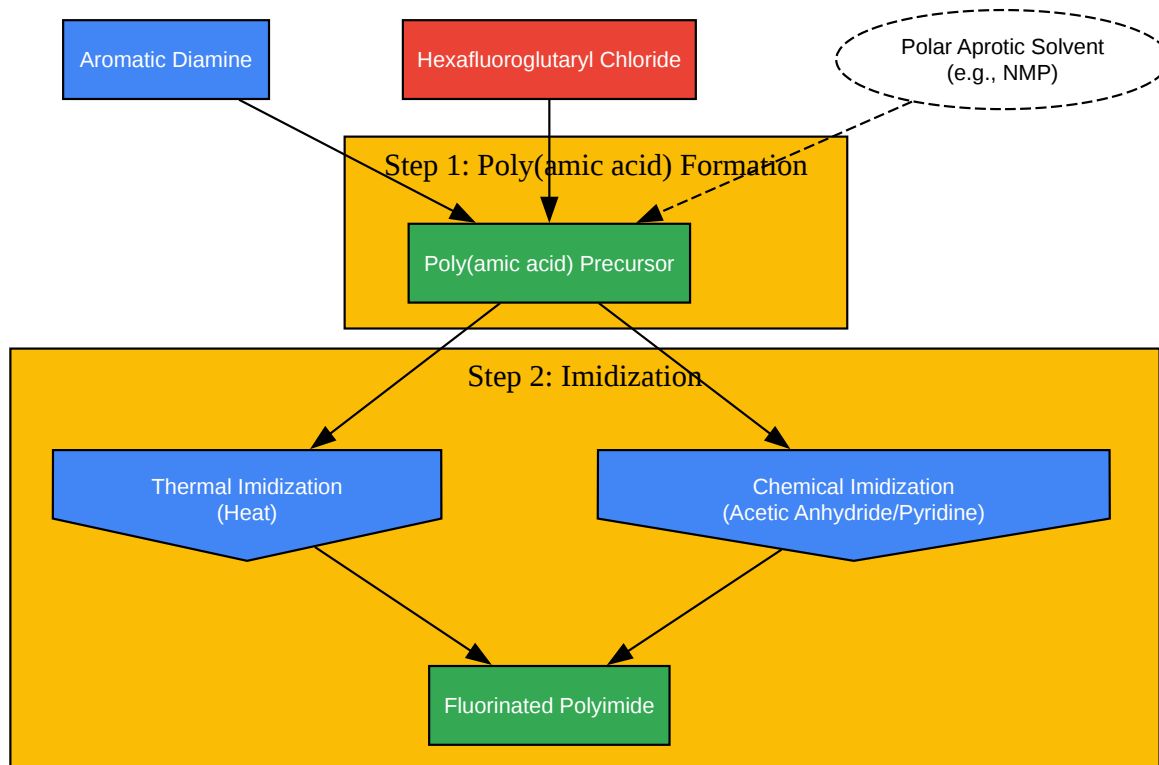 Aromatic Diamine
Hexafluoroglutaryl Chloride
Polar Aprotic Solvent
(e.g., NMP)
Step 1: Poly(amic acid) Formation
Poly(amic acid) Precursor
Step 2: Imidization
Thermal Imidization
(Heat)
Chemical Imidization
(Acetic Anhydride/Pyridine)
Fluorinated Polyimide